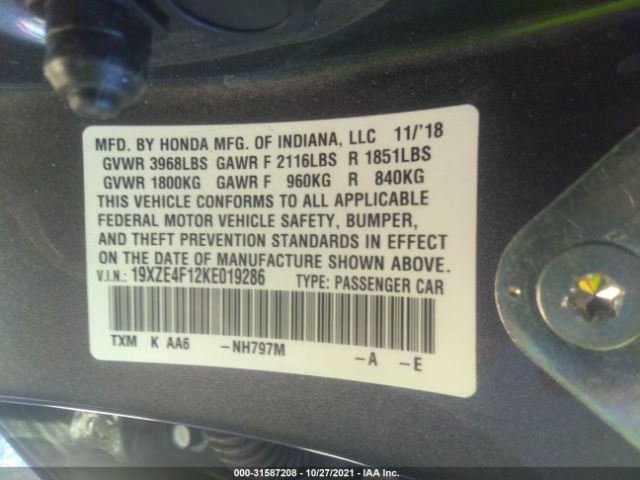 MFD. BY HONDA MFG. OF INDIANA, LLC 11/'18
GVWR 3968LBS GAWR F 2116LBS R 1851LBS
GVWR 1800KG GAWR F 960KG R 840KG
THIS VEHICLE CONFORMS TO ALL APPLICABLE
FEDERAL MOTOR VEHICLE SAFETY, BUMPER,
AND THEFT PREVENTION STANDARDS IN EFFECT
ON THE DATE OF MANUFACTURE SHOWN ABOVE.
V.I.N.: 19XZE4F12KE019286 TYPE: PASSENGER CAR
TXM K AA6 -NH797M -A -E
000-31587208 - 10/27/2021 - IAA Inc.